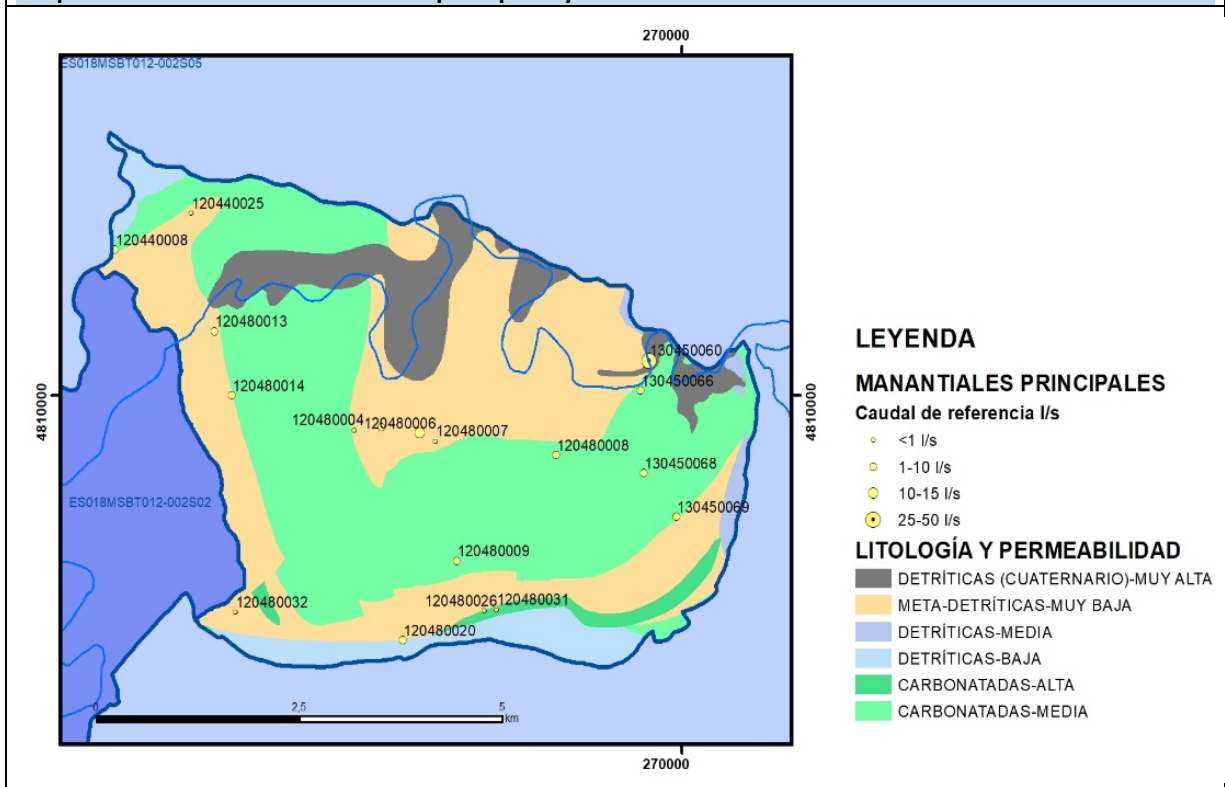 270000
ES018MSBT012-002S05
120440025
120440008
120480013
130450060
130450066
120480014
4810000
4810000
120480004
120480006
120480007
120480008
130450068
ES018MSBT012-002S02
130450069
120480009
120480032
120480026
120480031
120480020
0
2,5
5
km
270000
LEYENDA
MANANTIALES PRINCIPALES
Caudal de referencia l/s
<1 l/s
1-10 l/s
10-15 l/s
25-50 l/s
LITOLOGÍA Y PERMEABILIDAD
DETRÍTICAS (CUATERNARIO)-MUY ALTA
META-DETRÍTICAS-MUY BAJA
DETRÍTICAS-MEDIA
DETRÍTICAS-BAJA
CARBONATADAS-ALTA
CARBONATADAS-MEDIA